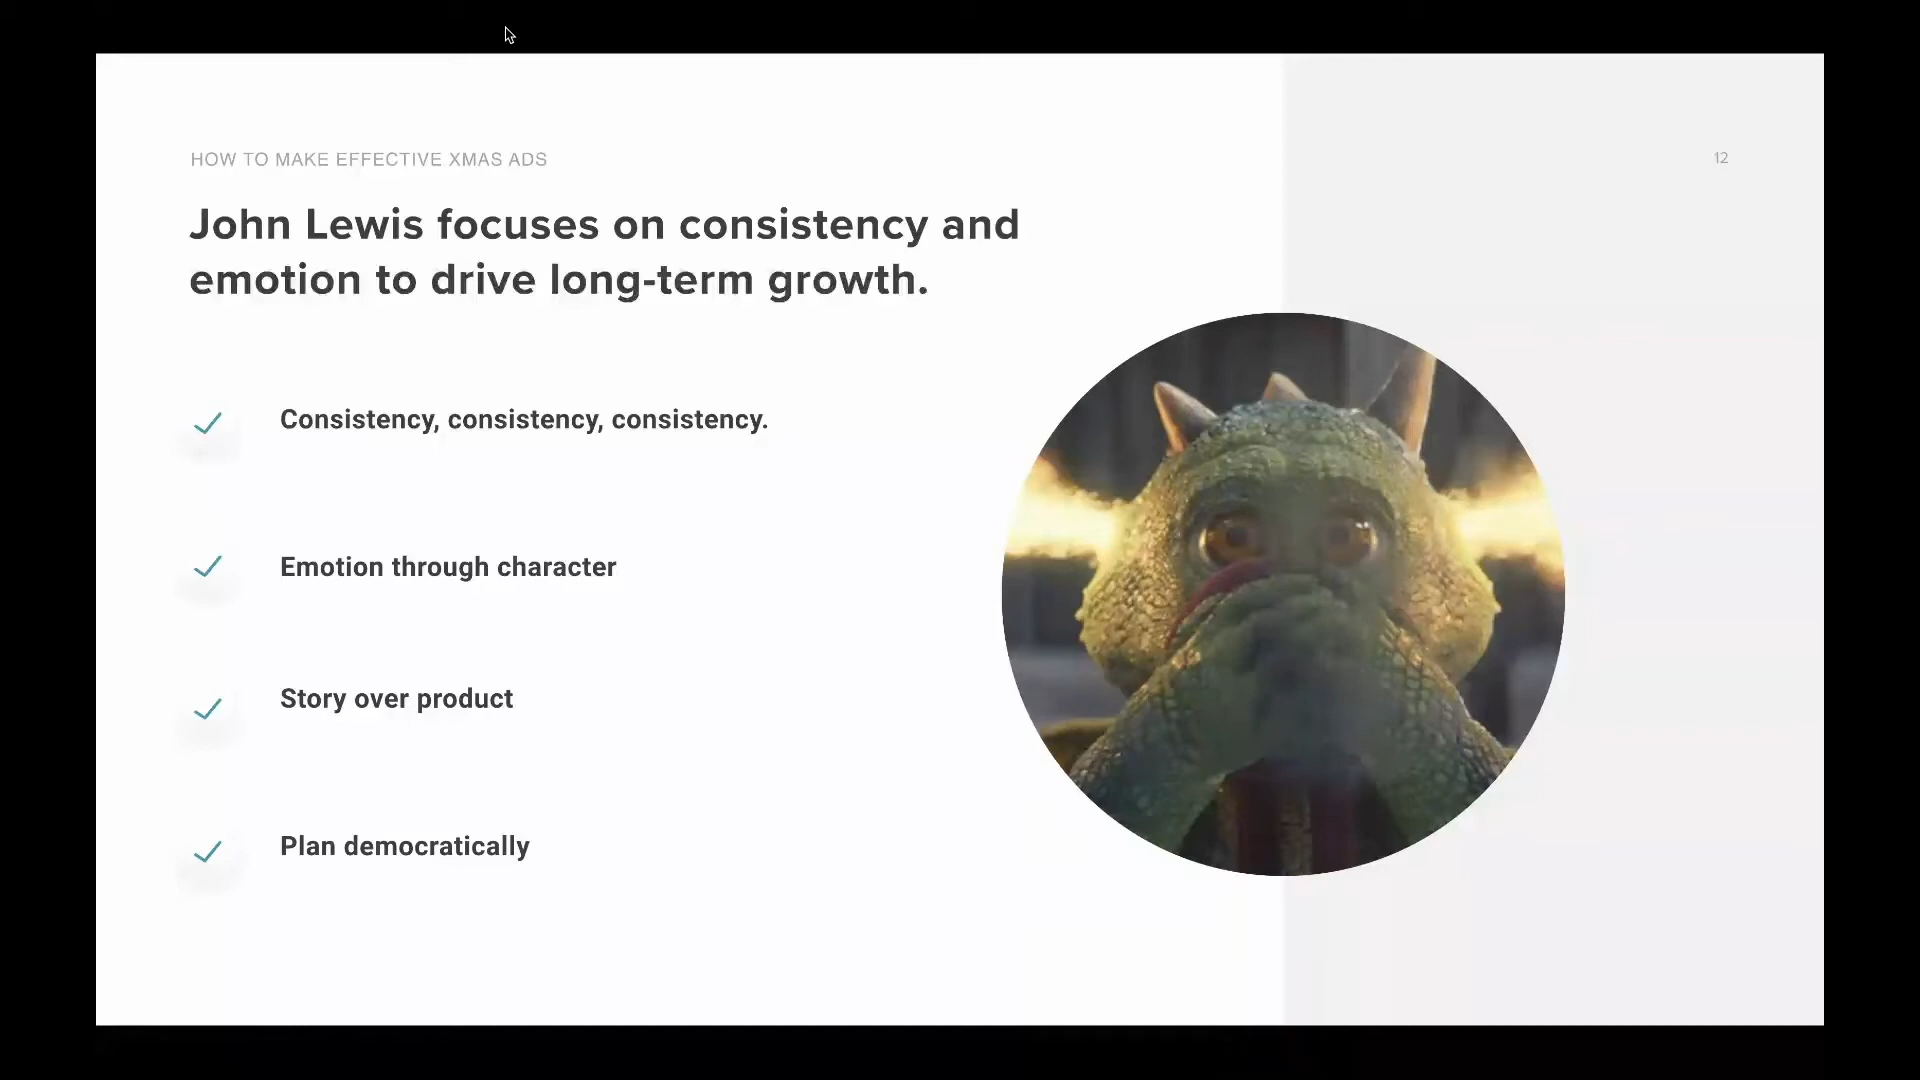 HOW TO MAKE EFFECTIVE XMAS ADS
12
John Lewis focuses on consistency and
emotion to drive long-term growth.
Consistency, consistency, consistency.
Emotion through character
Story over product
Plan democratically